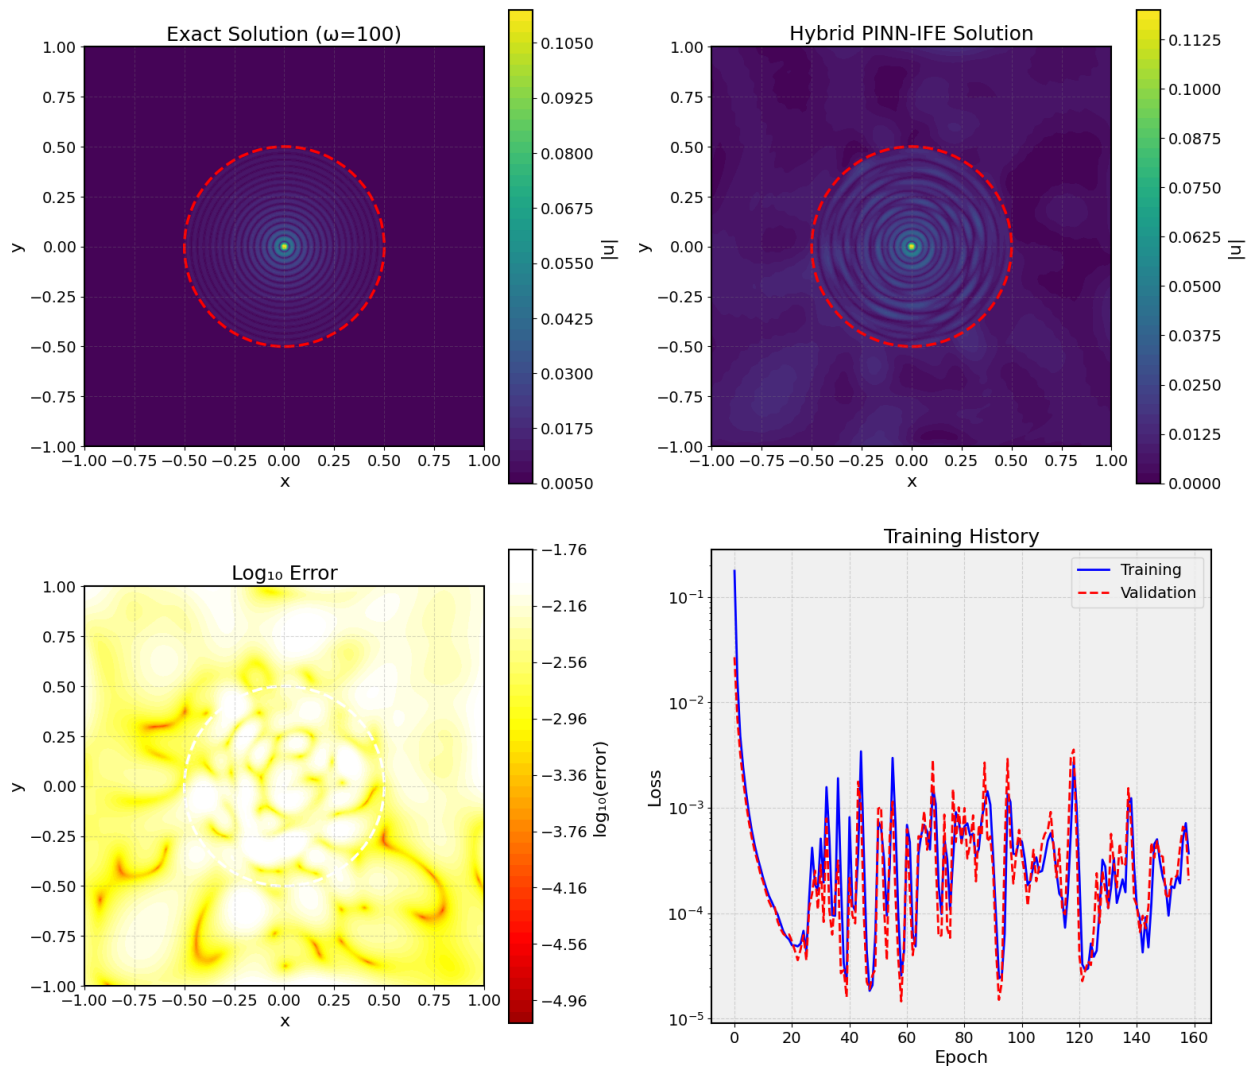 Exact Solution (ω=100)
1.00
0.75
0.50
0.25
0.00
−0.25
−0.50
−0.75
−1.00
y
−1.00 −0.75 −0.50 −0.25 0.00 0.25 0.50 0.75 1.00
x
0.1050
0.0925
0.0800
0.0675
0.0550
0.0425
0.0300
0.0175
0.0050
|u|
Hybrid PINN-IFE Solution
1.00
0.75
0.50
0.25
0.00
−0.25
−0.50
−0.75
−1.00
y
−1.00 −0.75 −0.50 −0.25 0.00 0.25 0.50 0.75 1.00
x
0.1125
0.1000
0.0875
0.0750
0.0625
0.0500
0.0375
0.0250
0.0125
0.0000
|u|
Log₁₀ Error
1.00
0.75
0.50
0.25
0.00
−0.25
−0.50
−0.75
−1.00
y
−1.00 −0.75 −0.50 −0.25 0.00 0.25 0.50 0.75 1.00
x
−1.76
−2.16
−2.56
−2.96
−3.36
−3.76
−4.16
−4.56
−4.96
log₁₀(error)
Training History
Training
Validation
10⁻¹
10⁻²
10⁻³
10⁻⁴
10⁻⁵
Loss
0 20 40 60 80 100 120 140 160
Epoch